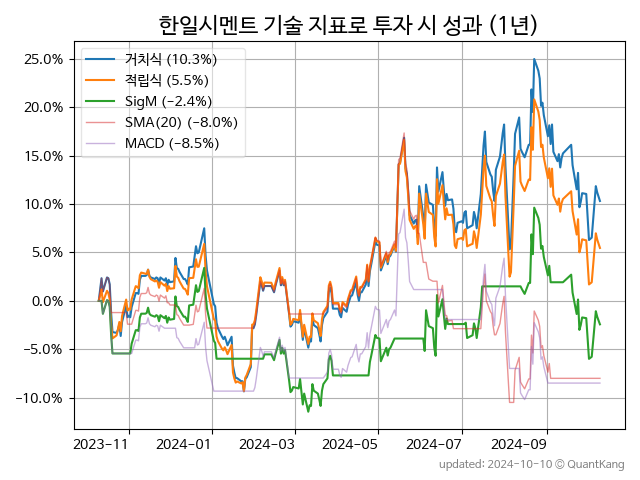 한일시멘트 기술 지표로 투자 시 성과 (1년)
25.0%
20.0%
15.0%
10.0%
5.0%
0.0%
−5.0%
−10.0%
거치식 (10.3%)
적립식 (5.5%)
SigM (−2.4%)
SMA(20) (−8.0%)
MACD (−8.5%)
2023-11 2024-01 2024-03 2024-05 2024-07 2024-09
updated: 2024-10-10 © QuantKang